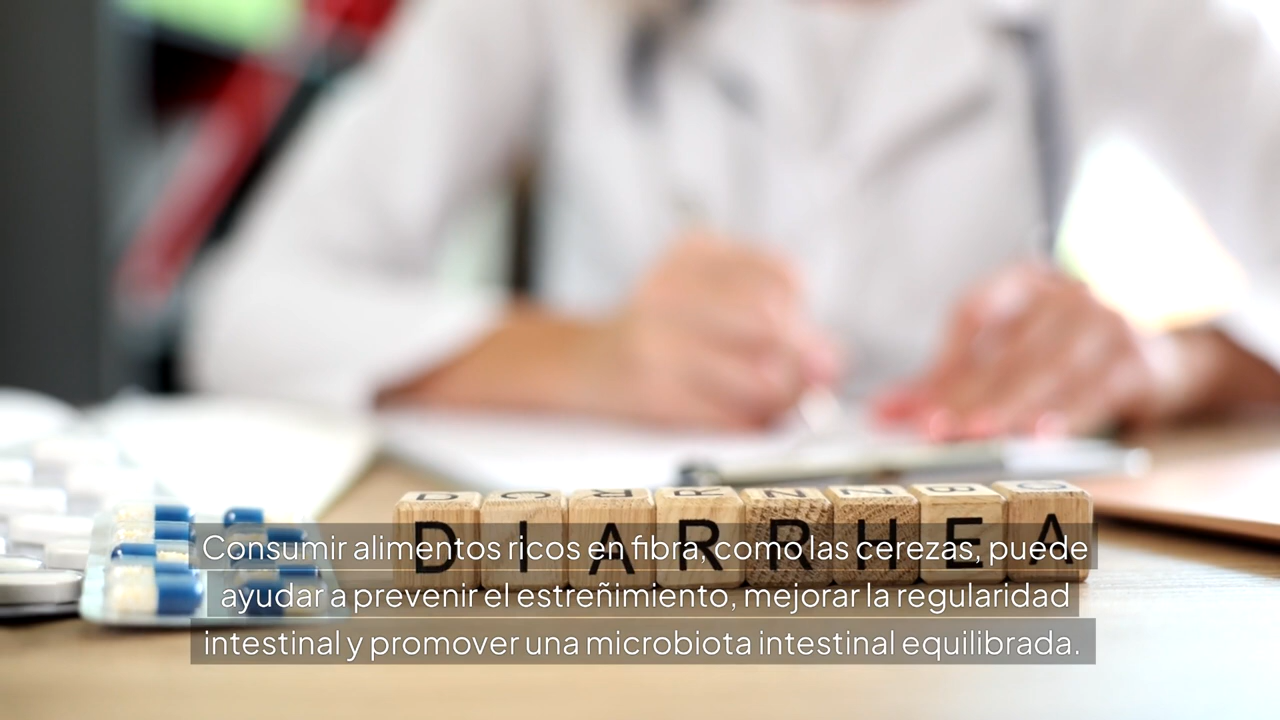 DIARRHEA
Consumir alimentos ricos en fibra, como las cerezas, puede
ayudar a prevenir el estreñimiento, mejorar la regularidad
intestinal y promover una microbiota intestinal equilibrada.